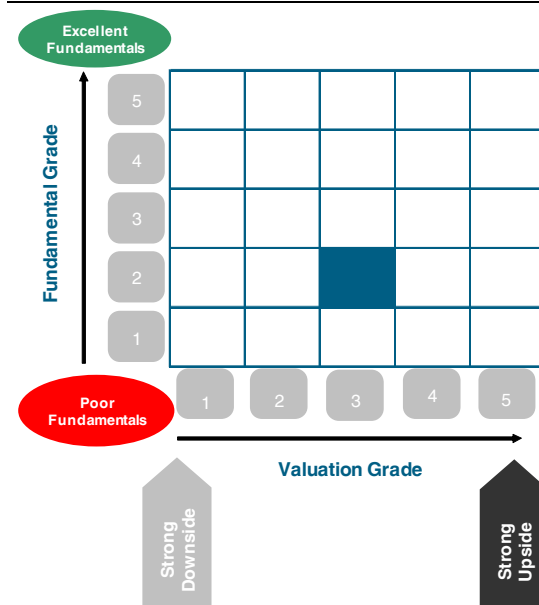 Excellent
Fundamentals
Fundamental Grade
5
4
3
2
1
Poor
Fundamentals
1
2
3
4
5
Valuation Grade
Strong
Downside
Strong
Upside